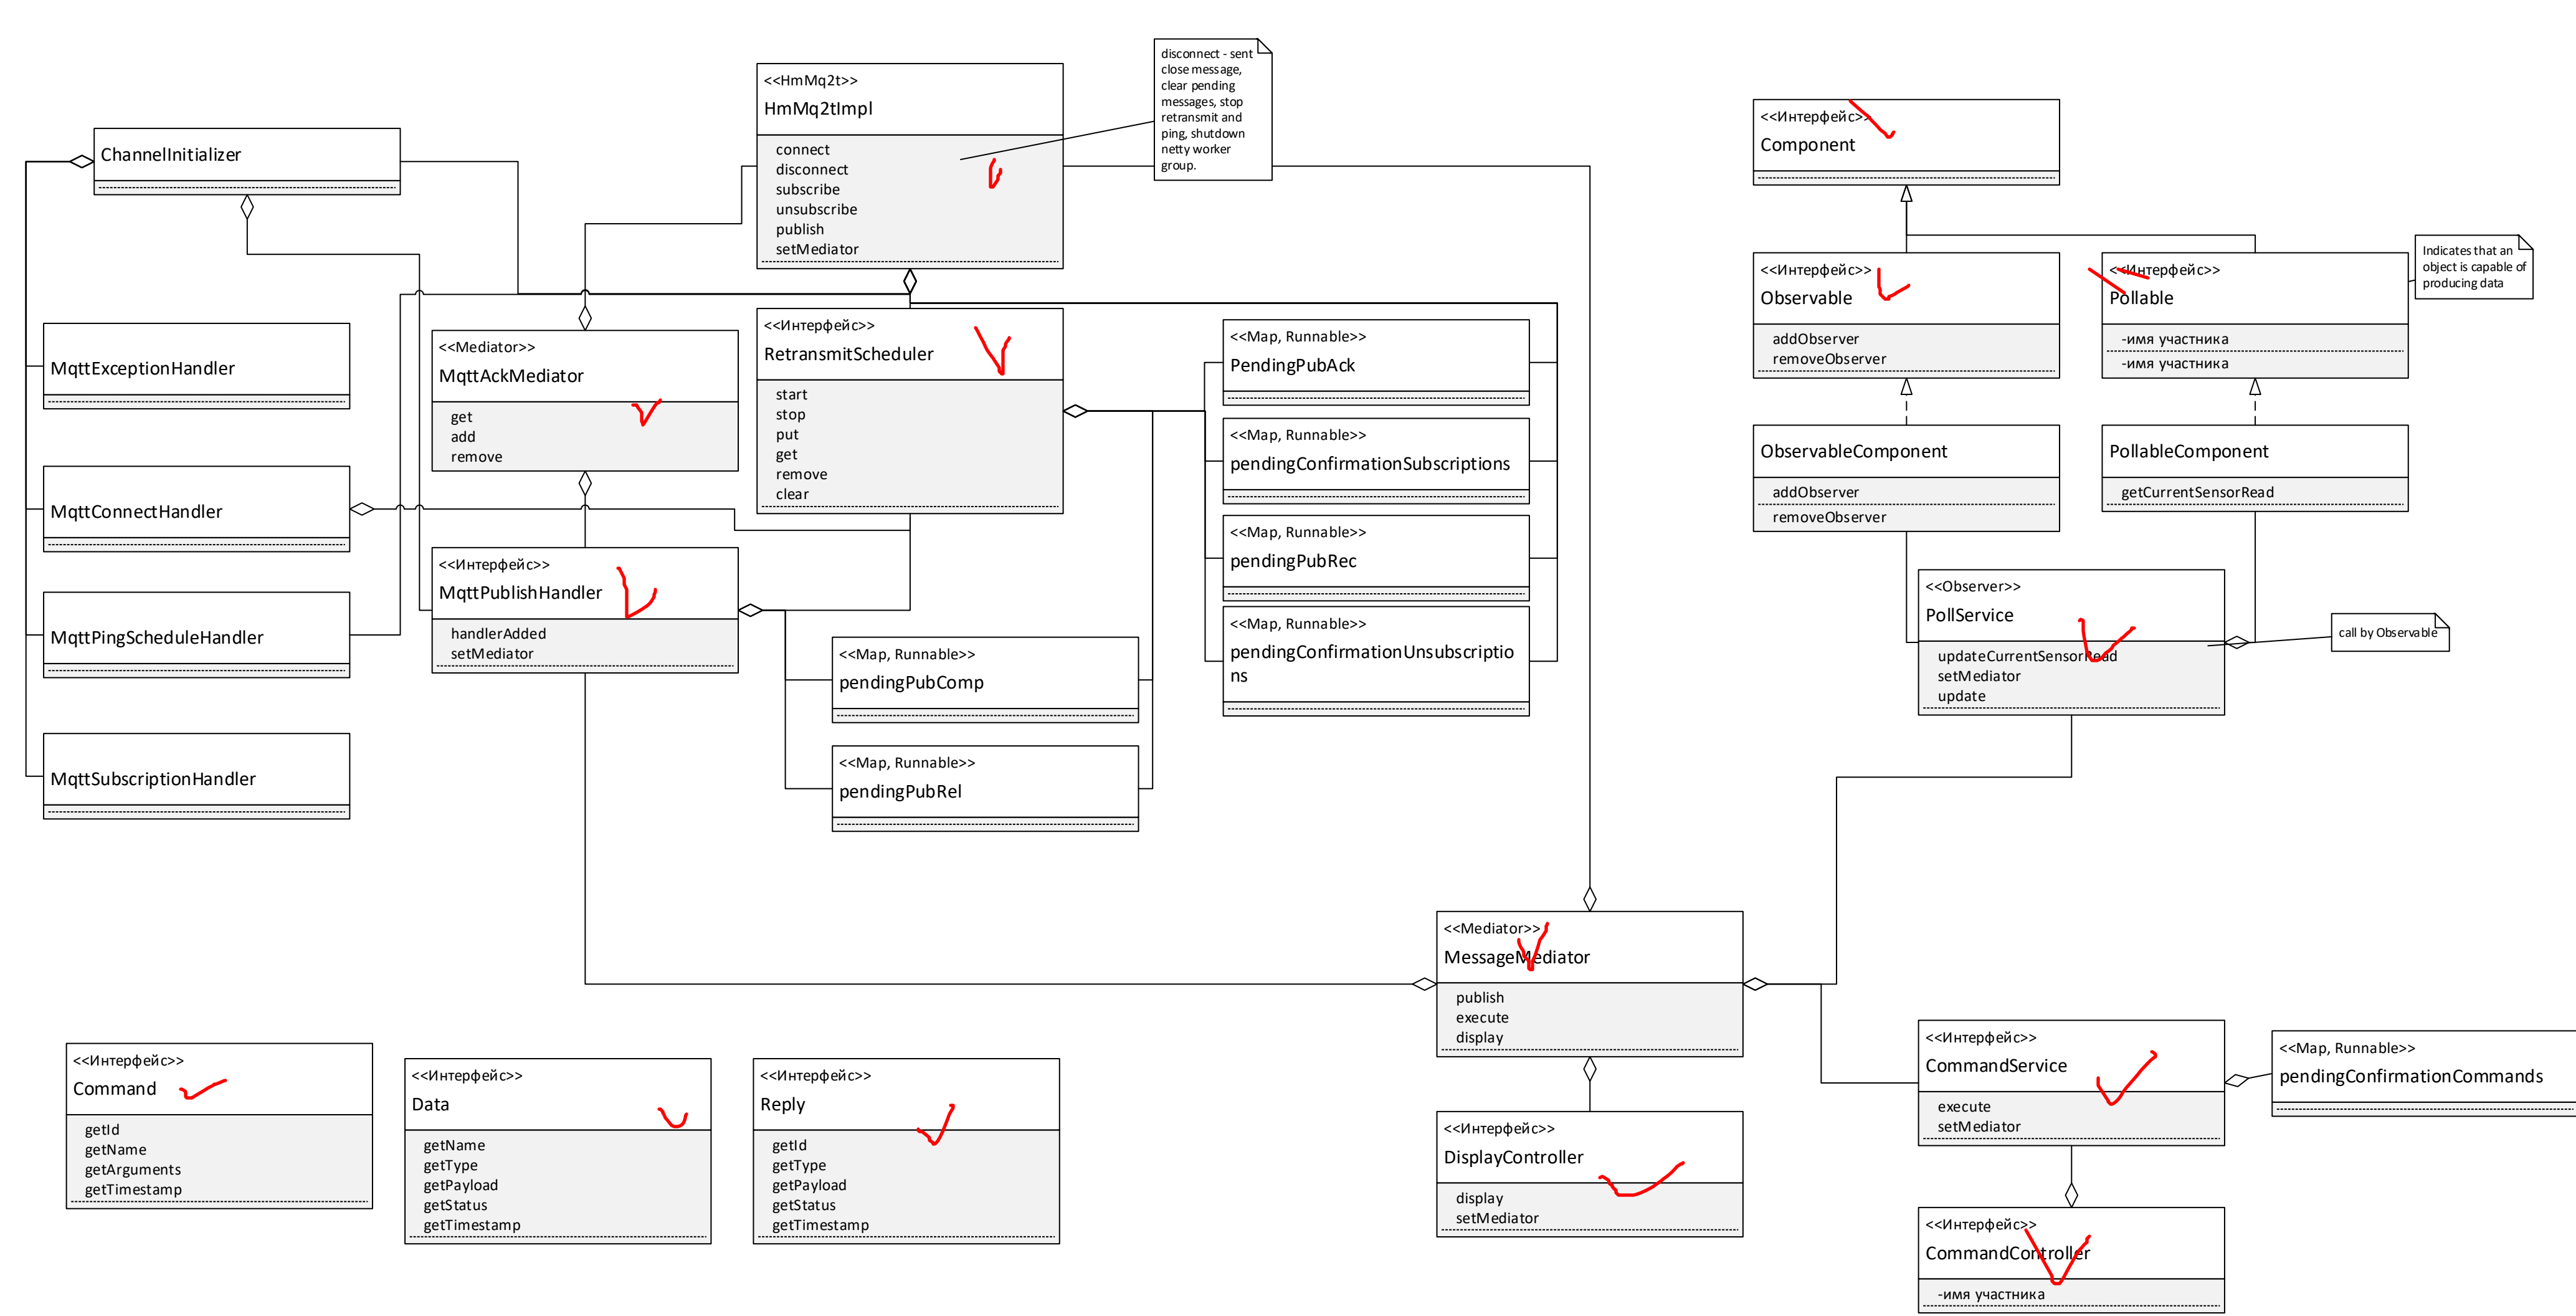 disconnect - sent
close message,
clear pending
messages, stop
retransmit and
ping, shutdown
netty worker
group.
<<HmMq2t>>
HmMq2tImpl
connect
disconnect
subscribe
unsubscribe
publish
setMediator
ChannelInitializer
<<Интерфейс>>
Component
<<Интерфейс>>
Observable
addObserver
removeObserver
<<Интерфейс>>
Pollable
-имя участника
-имя участника
Indicates that an
object is capable of
producing data
MqttExceptionHandler
<<Mediator>>
MqttAckMediator
get
add
remove
<<Интерфейс>>
RetransmitScheduler
start
stop
put
get
remove
clear
<<Map, Runnable>>
PendingPubAck
<<Map, Runnable>>
pendingConfirmationSubscriptions
<<Map, Runnable>>
pendingPubRec
<<Map, Runnable>>
pendingConfirmationUnsubscriptio
ns
ObservableComponent
addObserver
removeObserver
PollableComponent
getCurrentSensorRead
MqttConnectHandler
<<Интерфейс>>
MqttPublishHandler
handlerAdded
setMediator
<<Observer>>
PollService
updateCurrentSensorRead
setMediator
update
call by Observable
MqttPingScheduleHandler
<<Map, Runnable>>
pendingPubComp
MqttSubscriptionHandler
<<Map, Runnable>>
pendingPubRel
<<Mediator>>
MessageMediator
publish
execute
display
<<Интерфейс>>
Command
getId
getName
getArguments
getTimestamp
<<Интерфейс>>
Data
getName
getType
getPayload
getStatus
getTimestamp
<<Интерфейс>>
Reply
getId
getType
getPayload
getStatus
getTimestamp
<<Интерфейс>>
DisplayController
display
setMediator
<<Интерфейс>>
CommandService
execute
setMediator
<<Map, Runnable>>
pendingConfirmationCommands
<<Интерфейс>>
CommandController
-имя участника